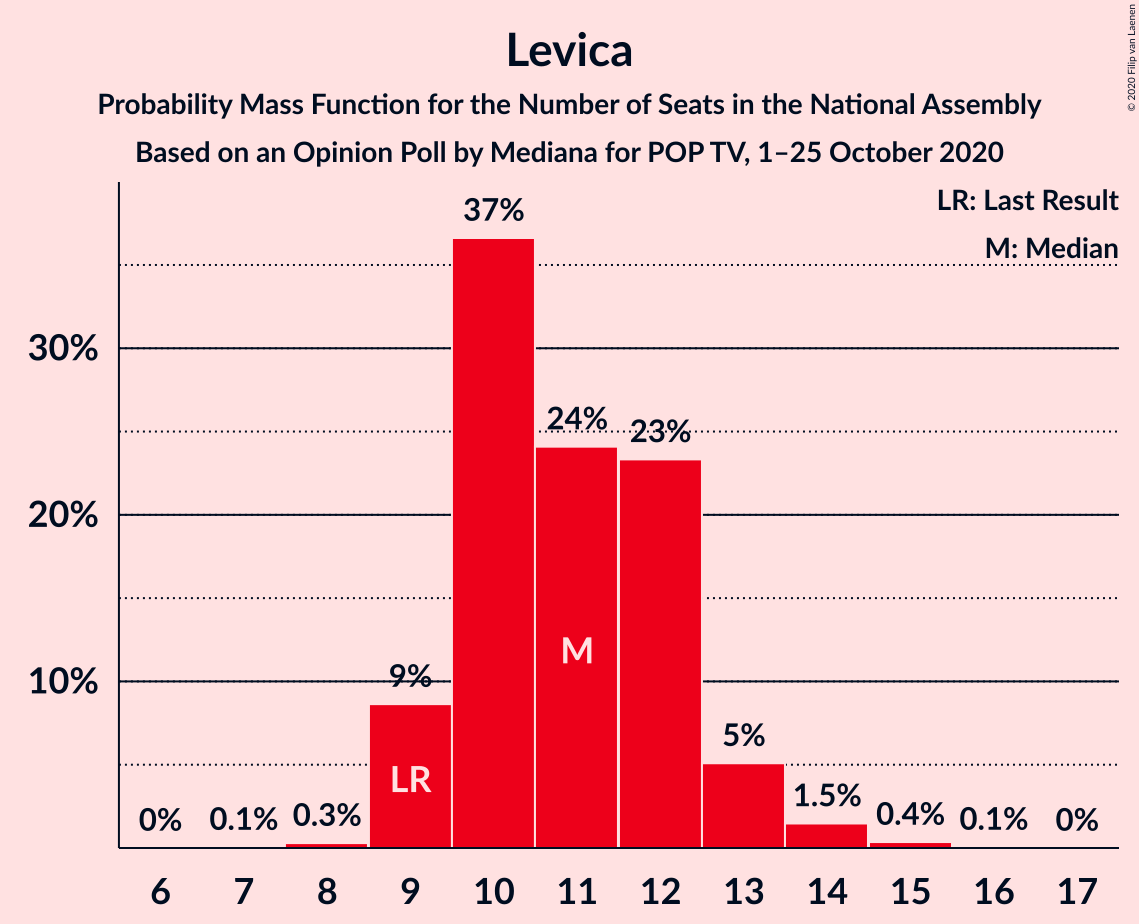 Levica
Probability Mass Function for the Number of Seats in the National Assembly
Based on an Opinion Poll by Mediana for POP TV, 1–25 October 2020
© 2020 Filip van Laenen
LR: Last Result
M: Median
30%
20%
10%
0%
0.1%
0.3%
9%
37%
24%
23%
5%
1.5%
0.4%
0.1%
0%
LR
M
6 7 8 9 10 11 12 13 14 15 16 17